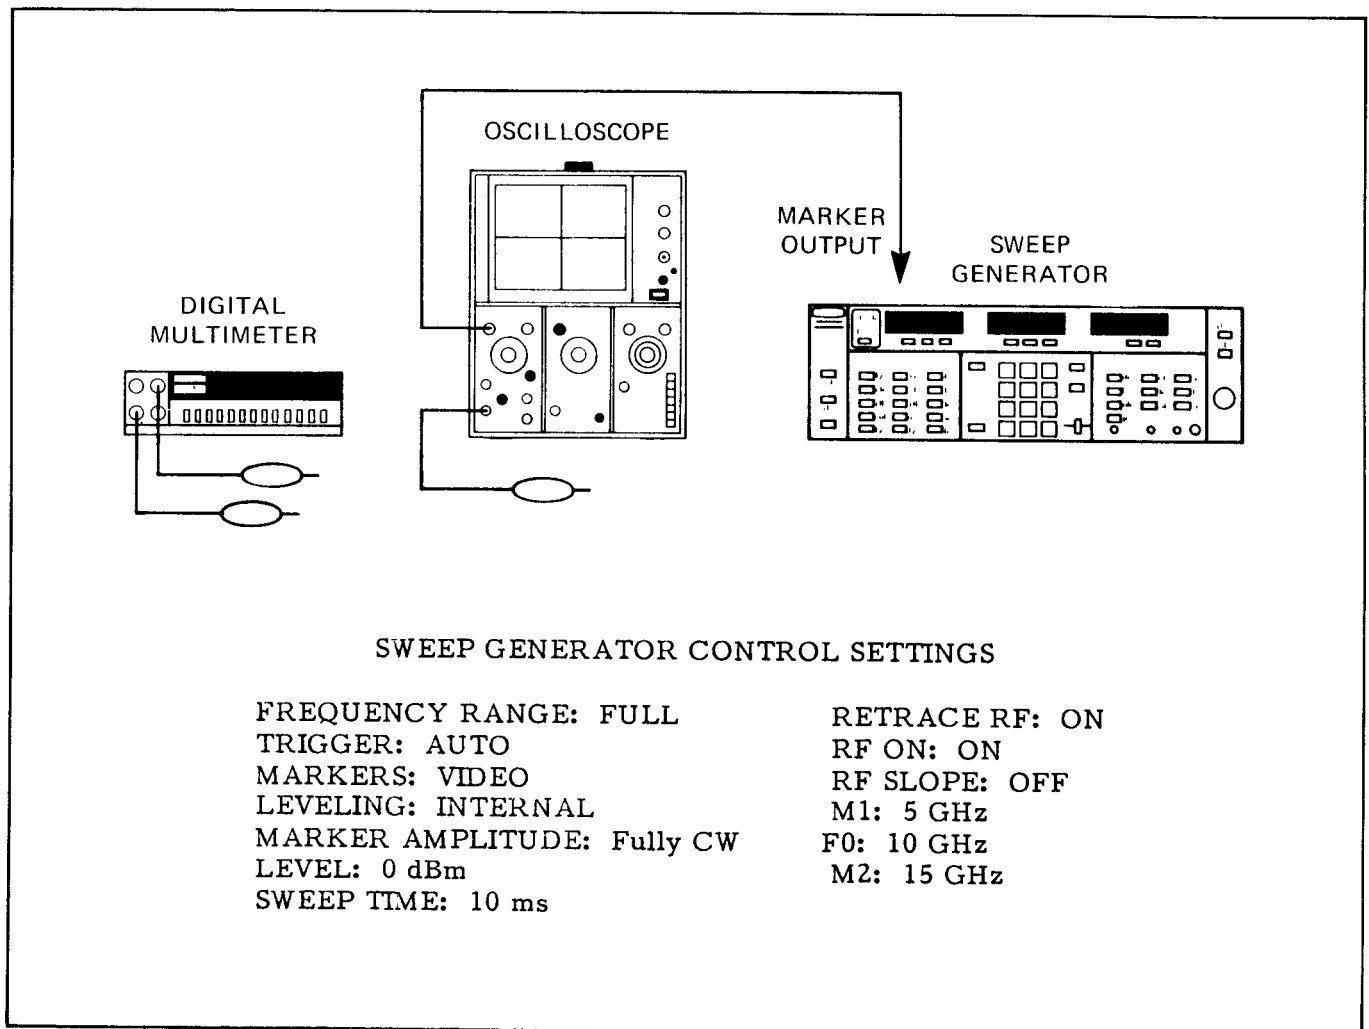 OSCILLOSCOPE
MARKER
OUTPUT
SWEEP
GENERATOR
DIGITAL
MULTIMETER
SWEEP GENERATOR CONTROL SETTINGS
FREQUENCY RANGE: FULL
TRIGGER: AUTO
MARKERS: VIDEO
LEVELING: INTERNAL
MARKER AMPLITUDE: Fully CW
LEVEL: 0 dBm
SWEEP TIME: 10 ms
RETRACE RF: ON
RF ON: ON
RF SLOPE: OFF
M1: 5 GHz
F0: 10 GHz
M2: 15 GHz